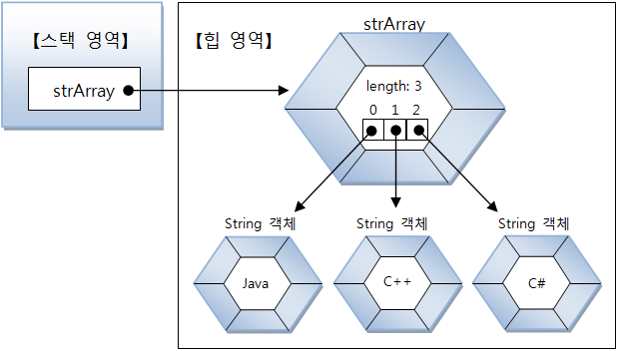 strArray
【스택 영역】
【힙 영역】
strArray
length: 3
0 1 2
String 객체
String 객체
String 객체
Java
C++
C#